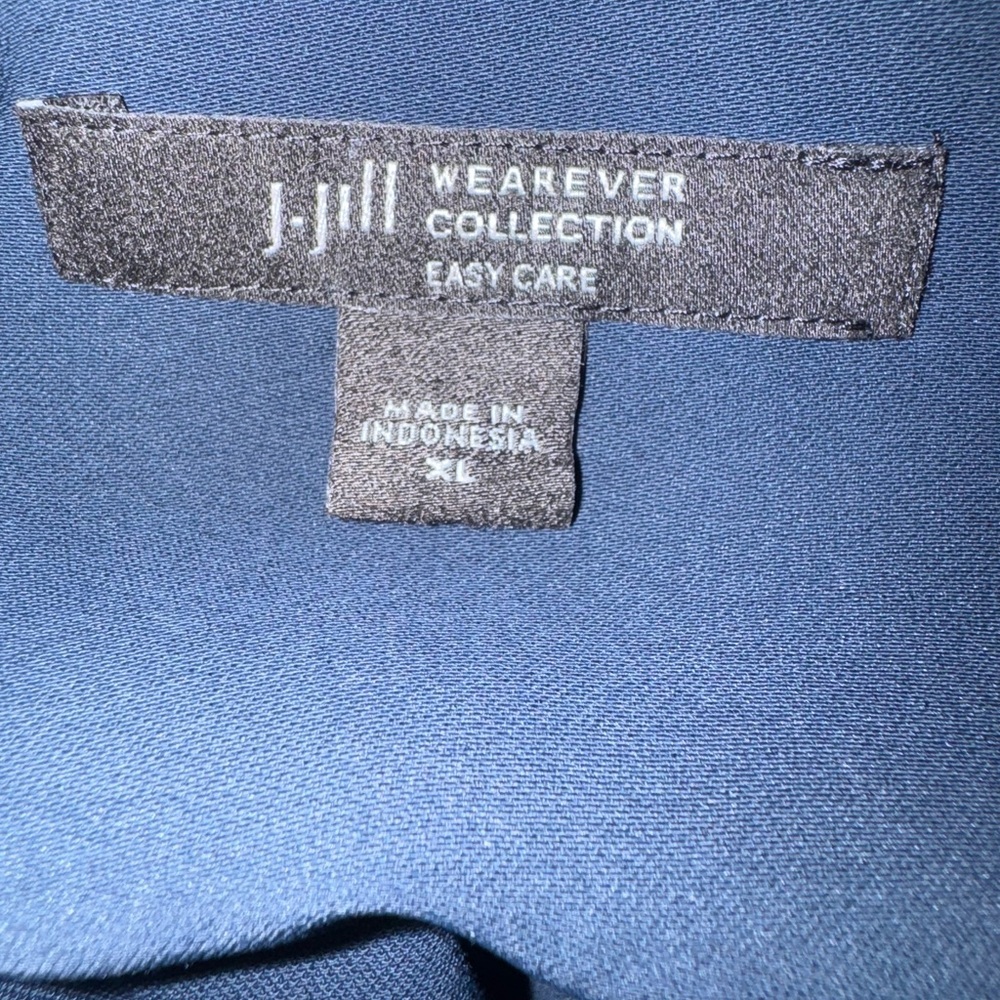 J.Jill
WEAREVER
COLLECTION
EASY CARE
MADE IN
INDONESIA
XL